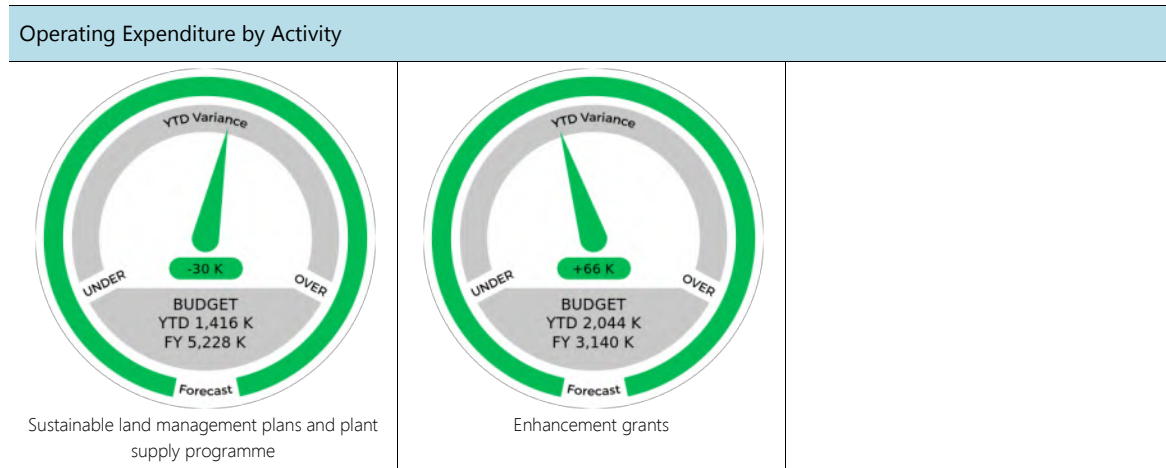 Operating Expenditure by Activity
YTD Variance
-30 K
UNDER
OVER
BUDGET
YTD 1,416 K
FY 5,228 K
Forecast
Sustainable land management plans and plant
supply programme
YTD Variance
+66 K
UNDER
OVER
BUDGET
YTD 2,044 K
FY 3,140 K
Forecast
Enhancement grants